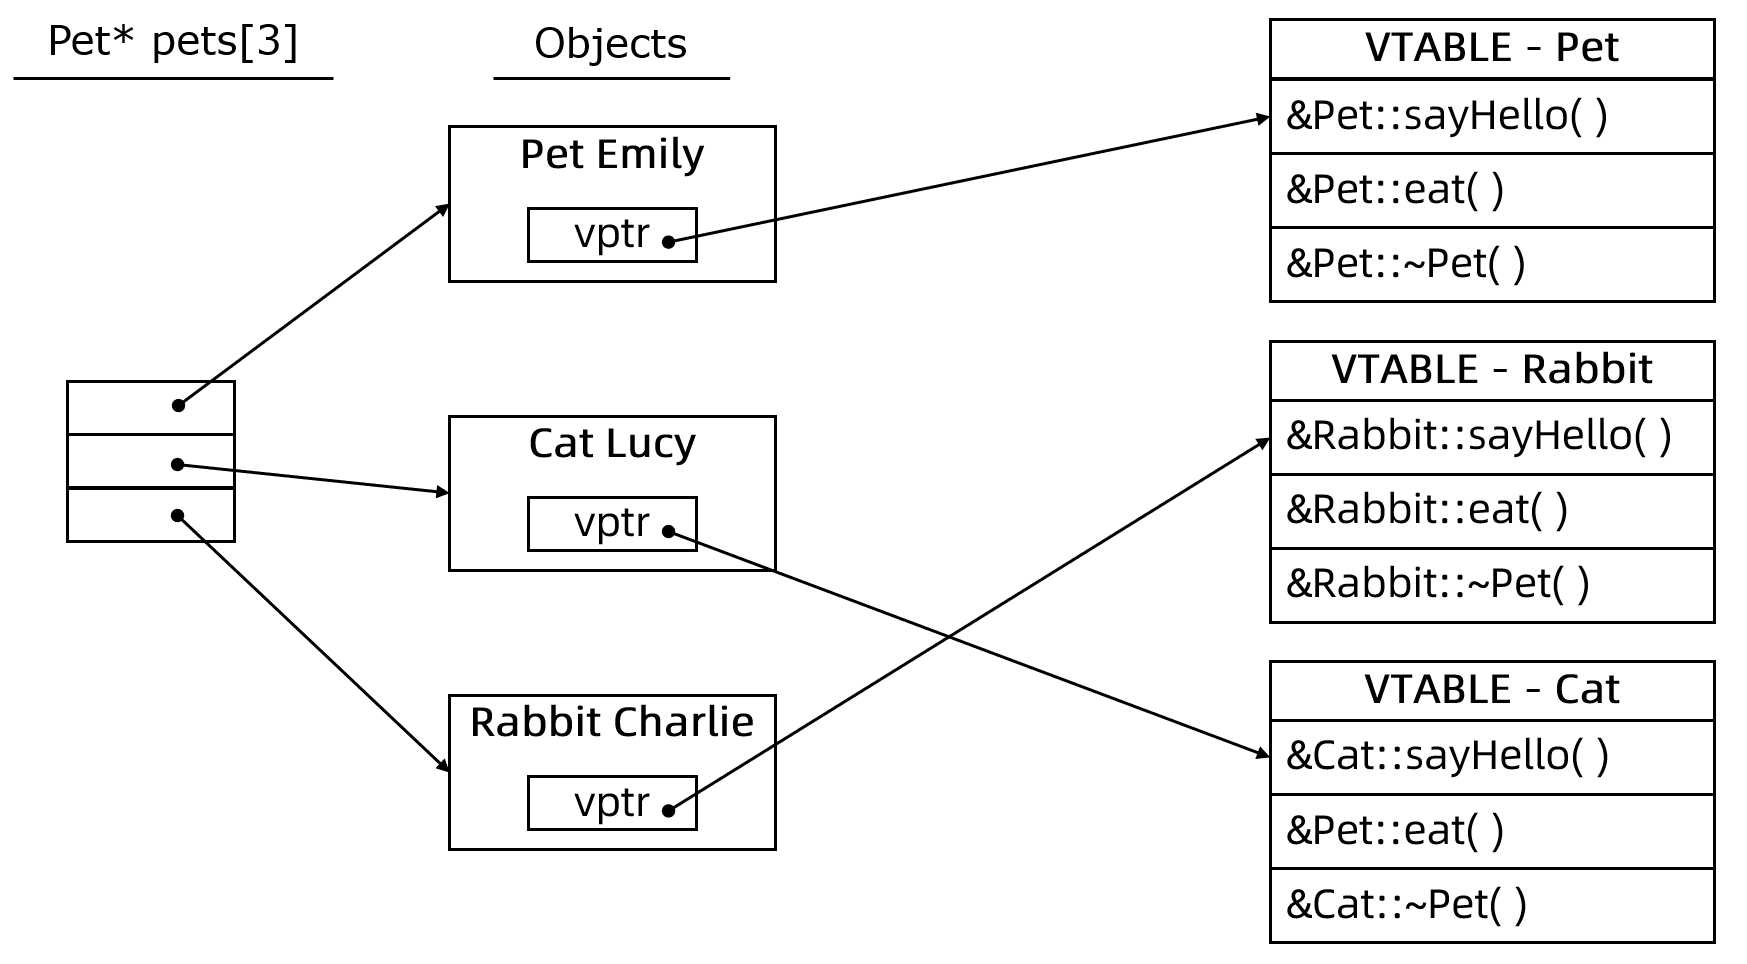 Pet* pets[3]
Objects
Pet Emily
vptr
Cat Lucy
vptr
Rabbit Charlie
vptr
VTABLE - Pet
&Pet::sayHello( )
&Pet::eat( )
&Pet::~Pet( )
VTABLE - Rabbit
&Rabbit::sayHello( )
&Rabbit::eat( )
&Rabbit::~Pet( )
VTABLE - Cat
&Cat::sayHello( )
&Pet::eat( )
&Cat::~Pet( )